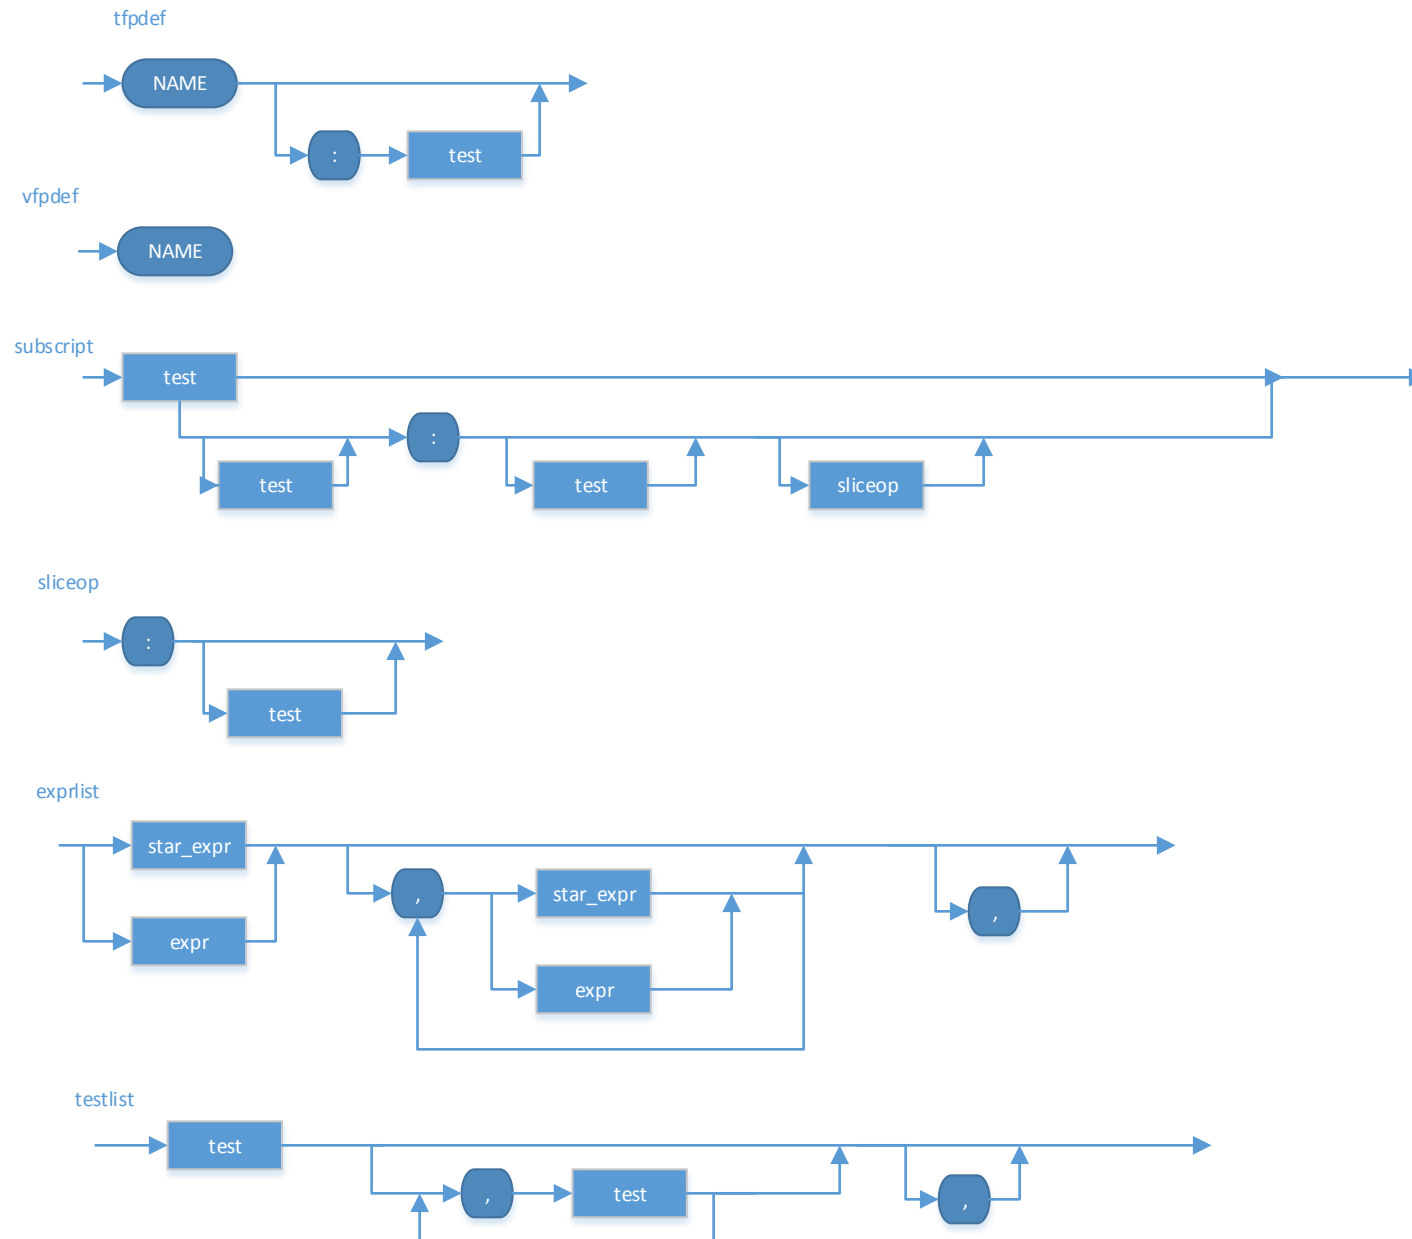 tfpdef
NAME
: test
vfpdef
NAME
subscript
test
:
test test sliceop
sliceop
:
test
exprlist
star_expr
, star_expr ,
expr
expr
testlist
test
, test ,